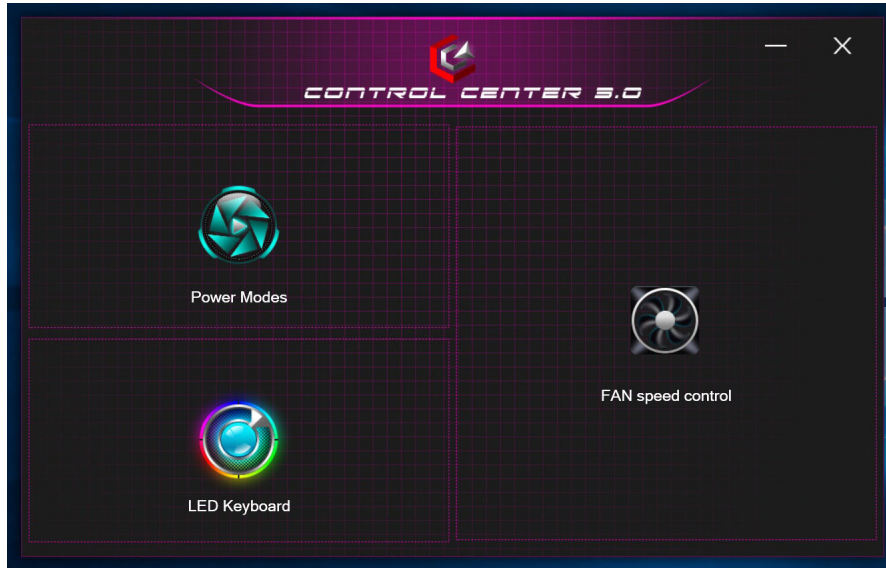 CONTROL CENTER 3.0
Power Modes
FAN speed control
LED Keyboard